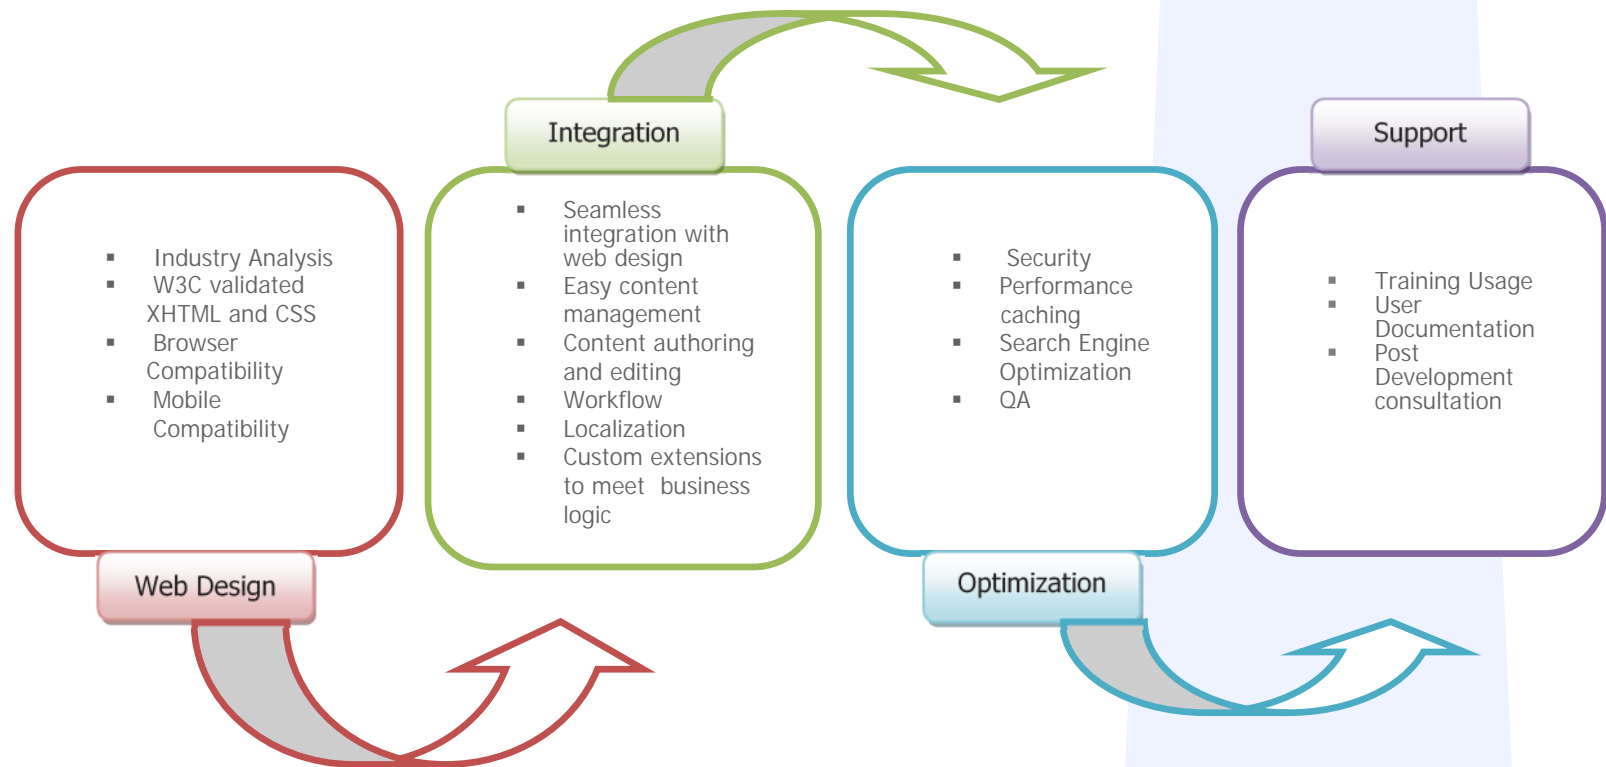 Industry Analysis
W3C validated
XHTML and CSS
Browser
Compatibility
Mobile
Compatibility
Web Design
Integration
Seamless
integration with
web design
Easy content
management
Content authoring
and editing
Workflow
Localization
Custom extensions
to meet business
logic
Security
Performance
caching
Search Engine
Optimization
QA
Optimization
Support
Training Usage
User
Documentation
Post
Development
consultation